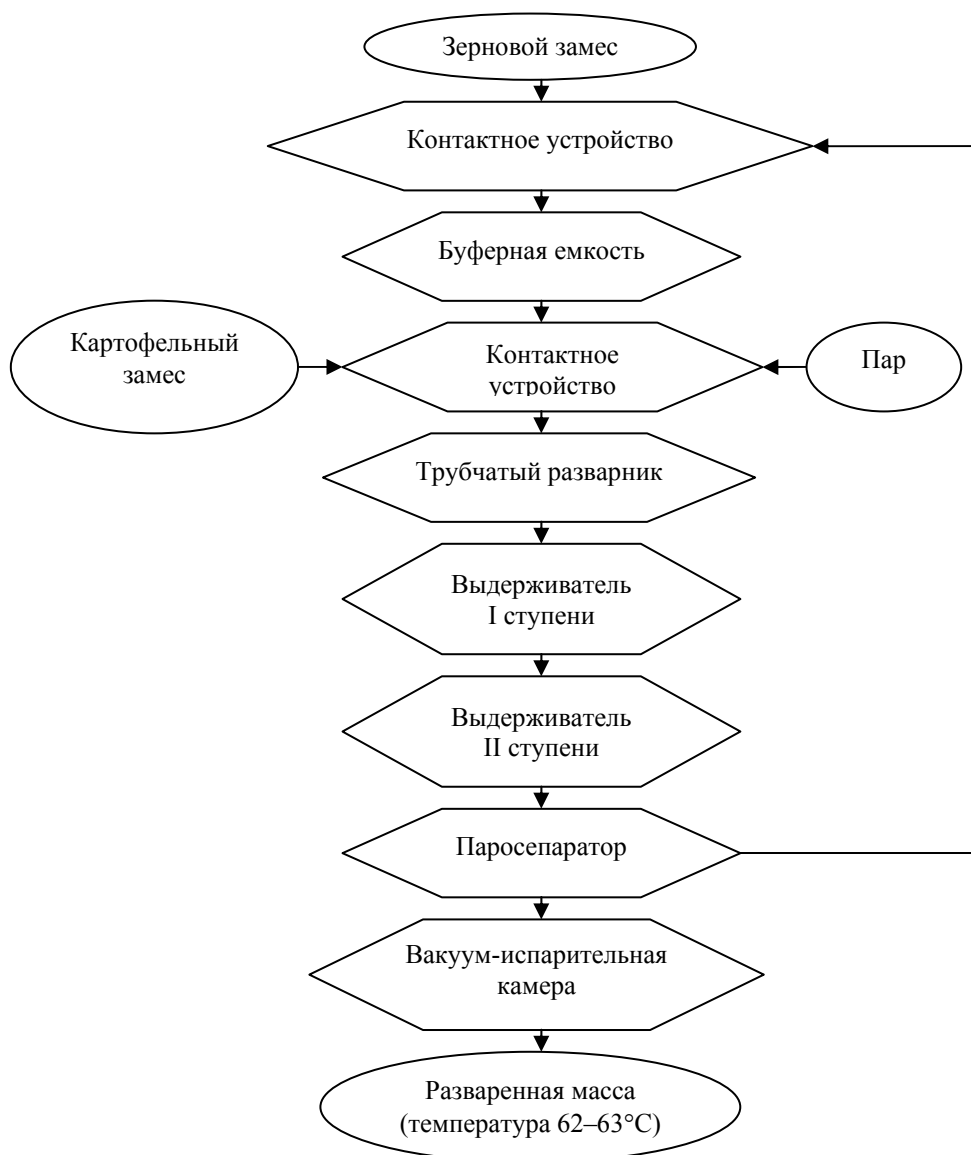 Зерновой замес
Контактное устройство
Буферная емкость
Картофельный
замес
Контактное
устройство
Пар
Трубчатый разварник
Выдерживатель
I ступени
Выдерживатель
II ступени
Паросепаратор
Вакуум-испарительная
камера
Разваренная масса
(температура 62–63°С)